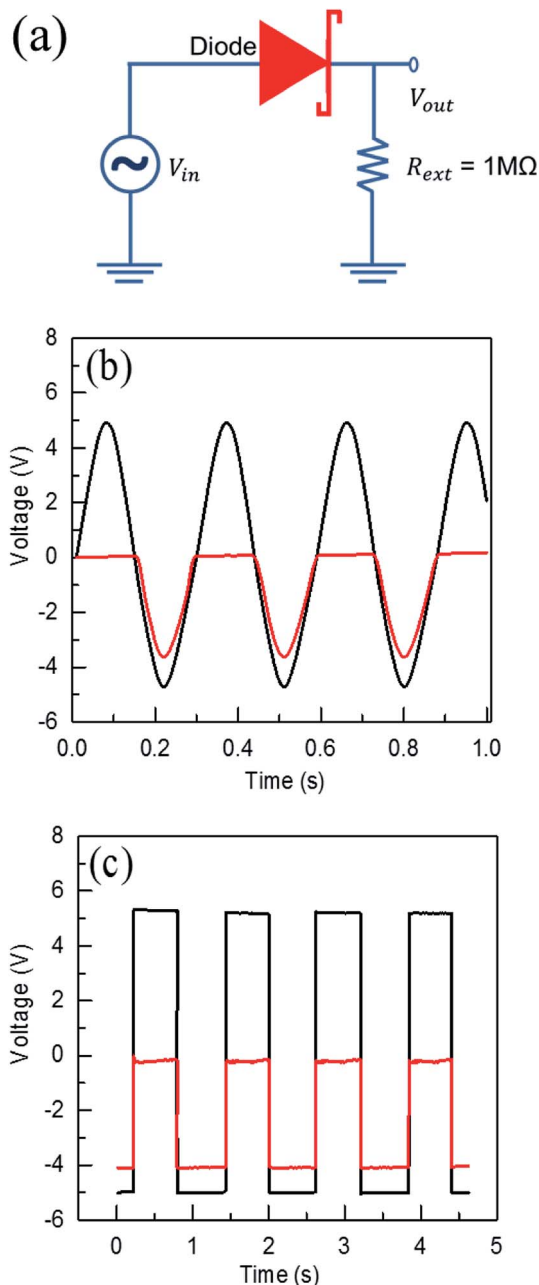 (a)
Diode
V_out
V_in
R_ext = 1MΩ
(b)
Voltage (V)
8
6
4
2
0
-2
-4
-6
0.0 0.2 0.4 0.6 0.8 1.0
Time (s)
(c)
Voltage (V)
8
6
4
2
0
-2
-4
-6
0 1 2 3 4 5
Time (s)